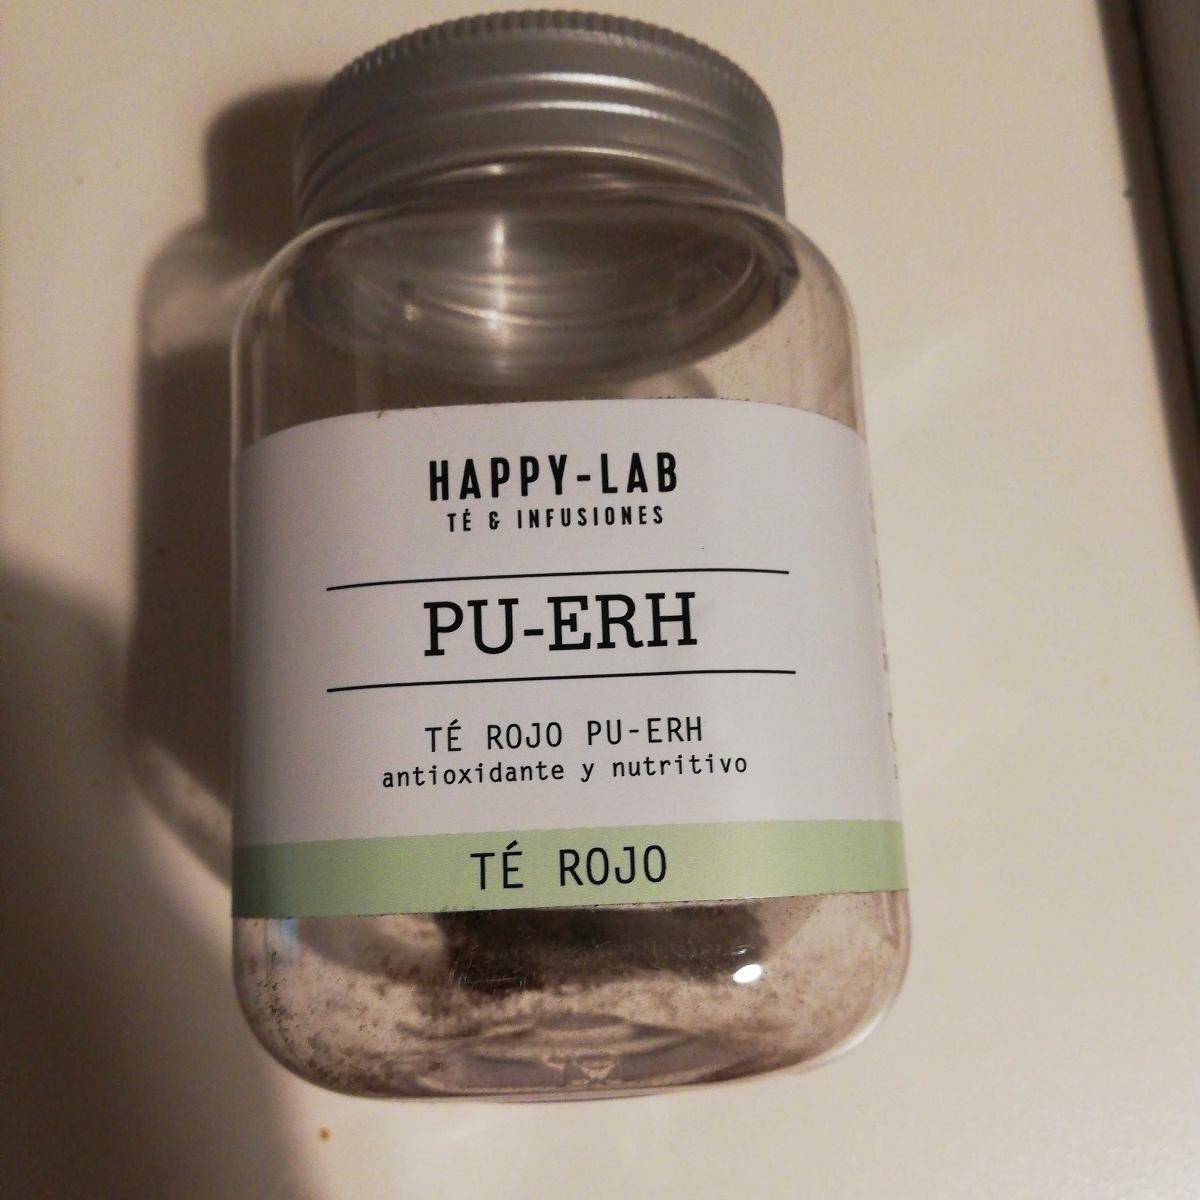 HAPPY-LAB
TÉ & INFUSIONES
PU-ERH
TÉ ROJO PU-ERH
antioxidante y nutritivo
TÉ ROJO